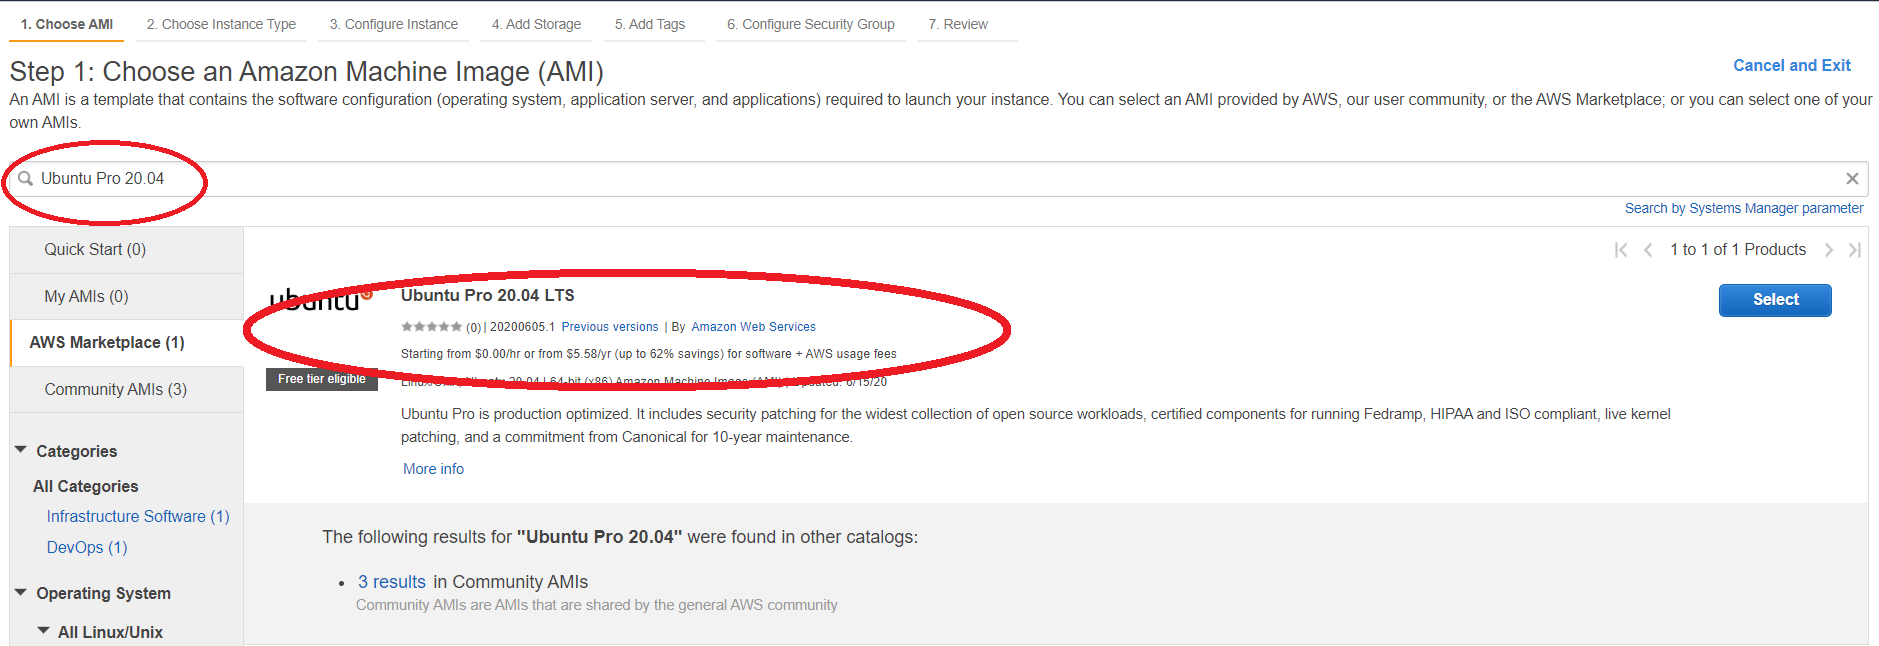 1. Choose AMI 2. Choose Instance Type 3. Configure Instance 4. Add Storage 5. Add Tags 6. Configure Security Group 7. Review
Step 1: Choose an Amazon Machine Image (AMI)
Cancel and Exit
An AMI is a template that contains the software configuration (operating system, application server, and applications) required to launch your instance. You can select an AMI provided by AWS, our user community, or the AWS Marketplace; or you can select one of your
own AMIs.
Ubuntu Pro 20.04
Search by Systems Manager parameter
Quick Start (0)
My AMIs (0)
AWS Marketplace (1)
Community AMIs (3)
Categories
All Categories
Infrastructure Software (1)
DevOps (1)
Operating System
All Linux/Unix
1 to 1 of 1 Products
ubuntu
Free tier eligible
Ubuntu Pro 20.04 LTS
(0) | 20200605.1 Previous versions | By Amazon Web Services
Starting from $0.00/hr or from $5.58/yr (up to 62% savings) for software + AWS usage fees
Linux/Unix, Ubuntu 20.04 | 64-bit (x86) Amazon Machine Image (AMI) | Updated: 6/15/20
Select
Ubuntu Pro is production optimized. It includes security patching for the widest collection of open source workloads, certified components for running Fedramp, HIPAA and ISO compliant, live kernel
patching, and a commitment from Canonical for 10-year maintenance.
More info
The following results for "Ubuntu Pro 20.04" were found in other catalogs:
• 3 results in Community AMIs
Community AMIs are AMIs that are shared by the general AWS community